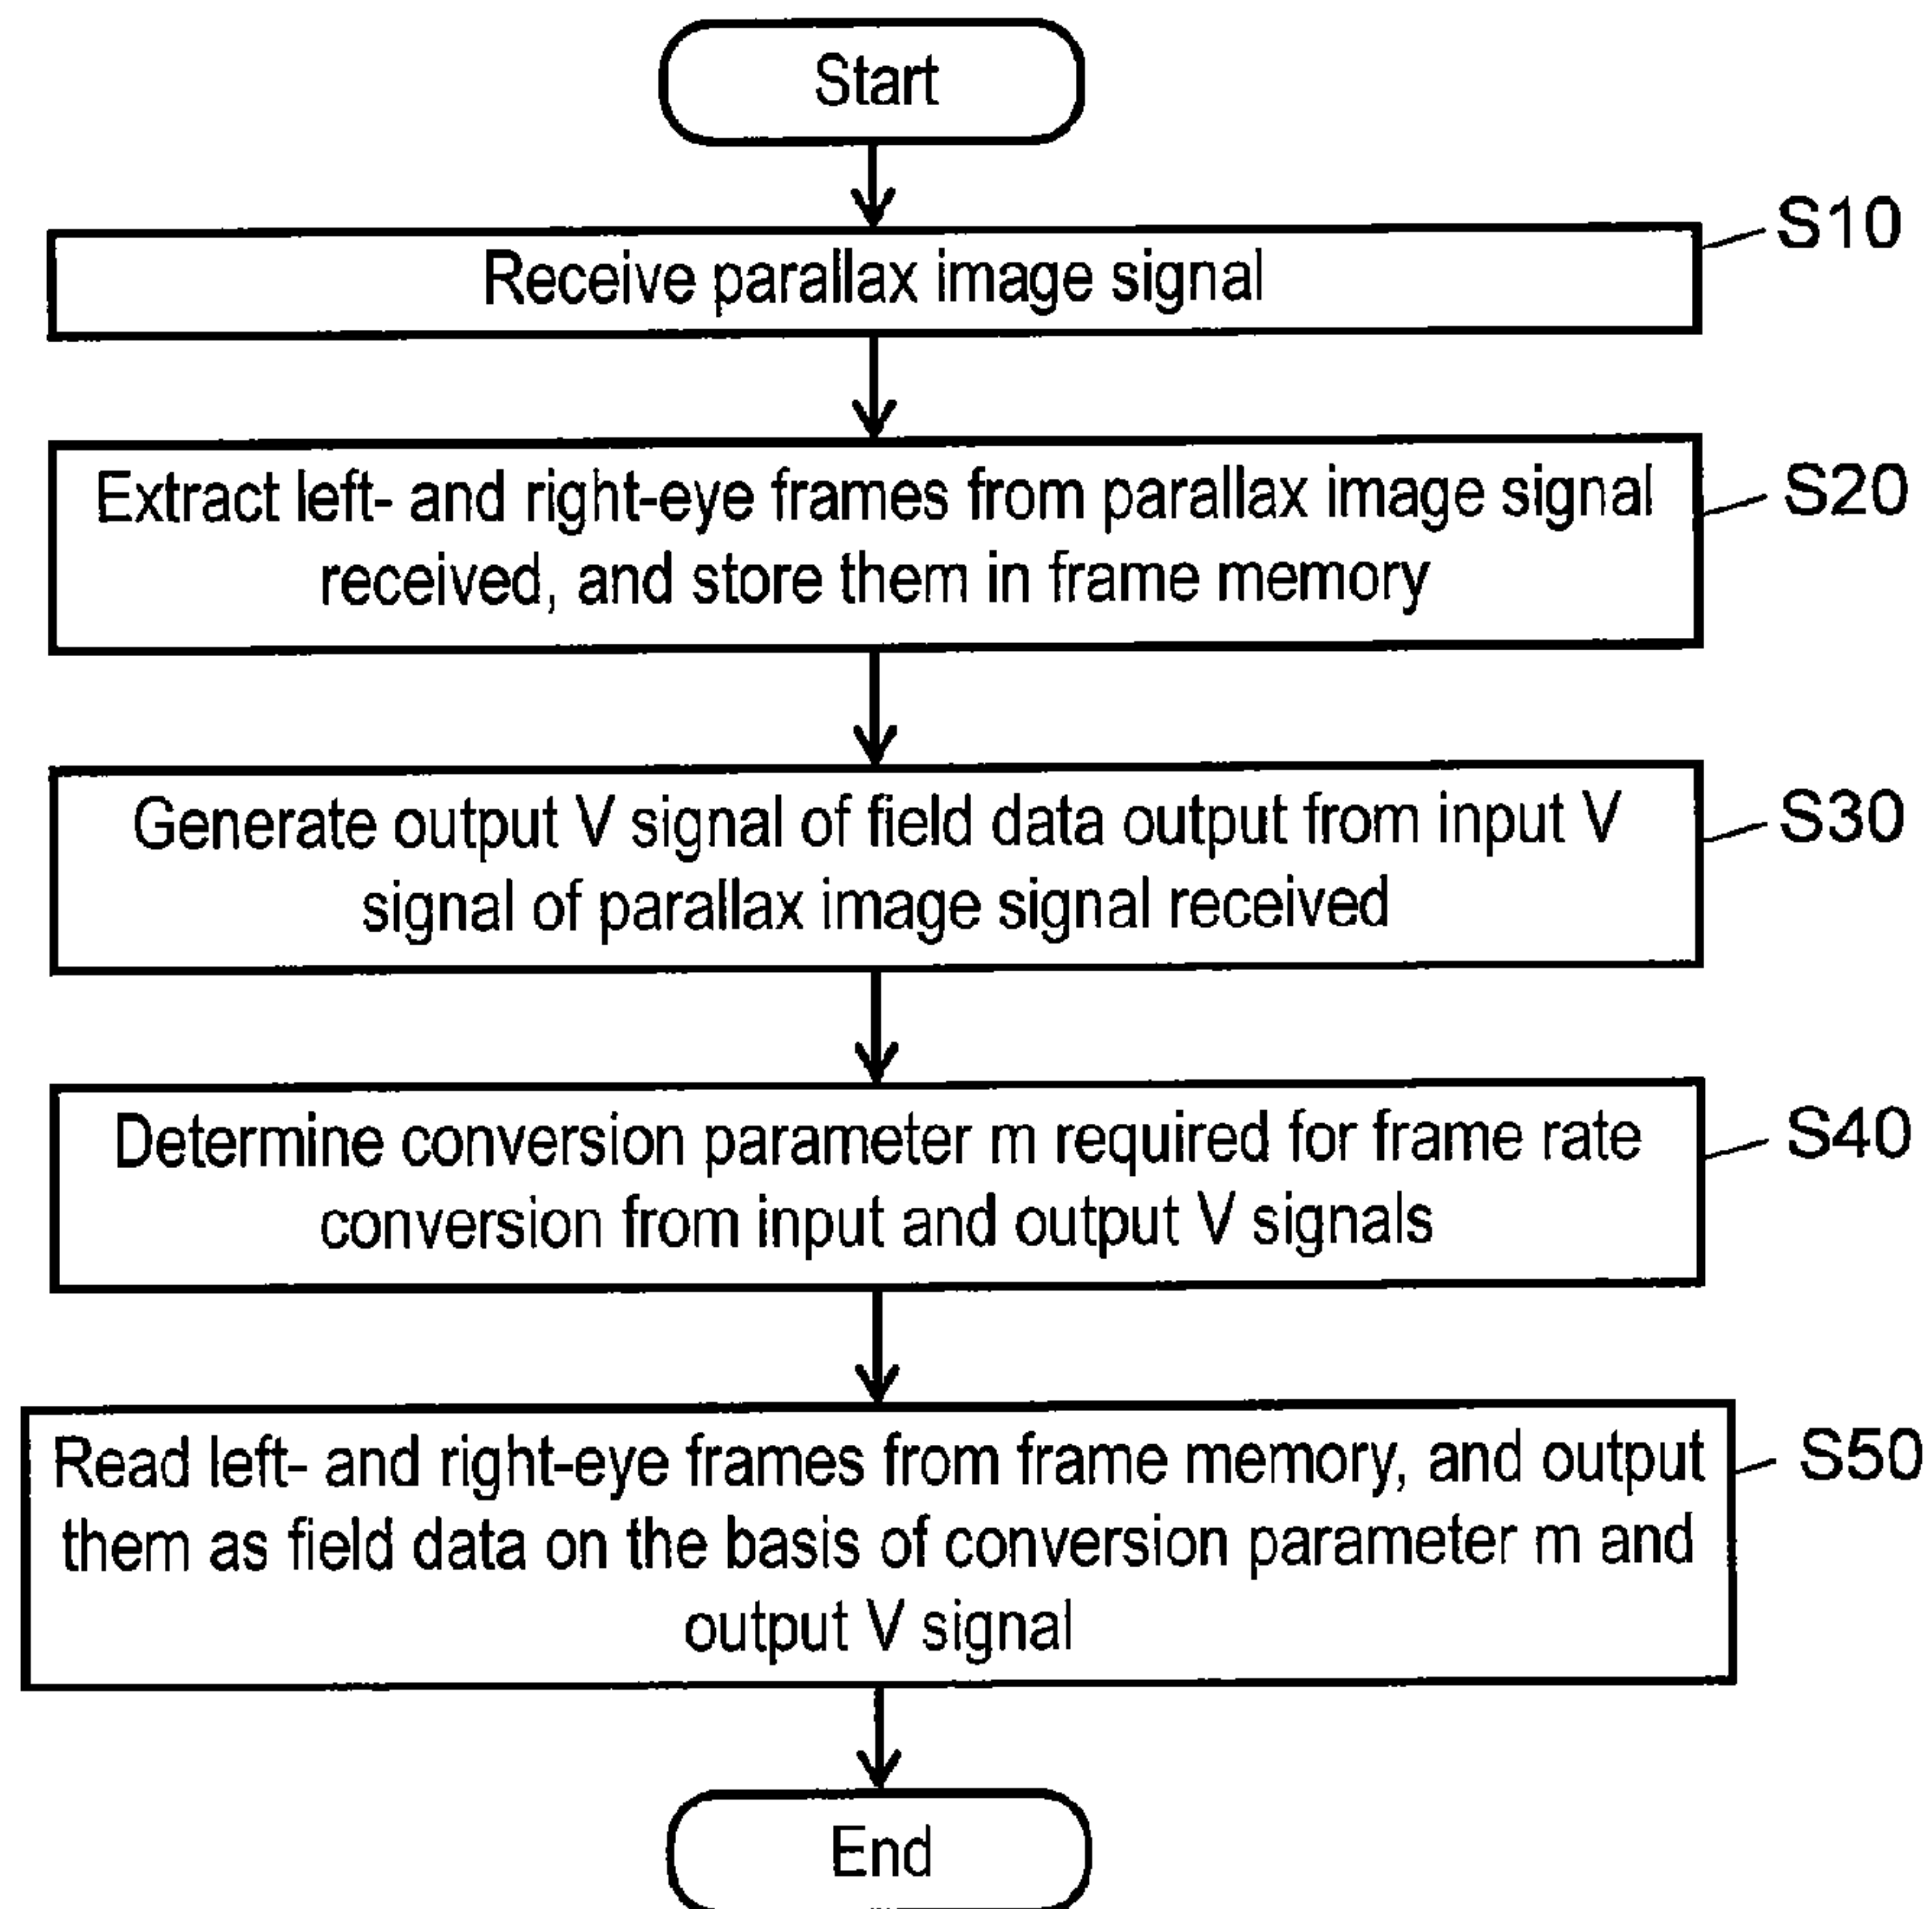 Start
S10
Receive parallax image signal
S20
Extract left- and right-eye frames from parallax image signal
received, and store them in frame memory
S30
Generate output V signal of field data output from input V
signal of parallax image signal received
S40
Determine conversion parameter m required for frame rate
conversion from input and output V signals
S50
Read left- and right-eye frames from frame memory, and output
them as field data on the basis of conversion parameter m and
output V signal
End